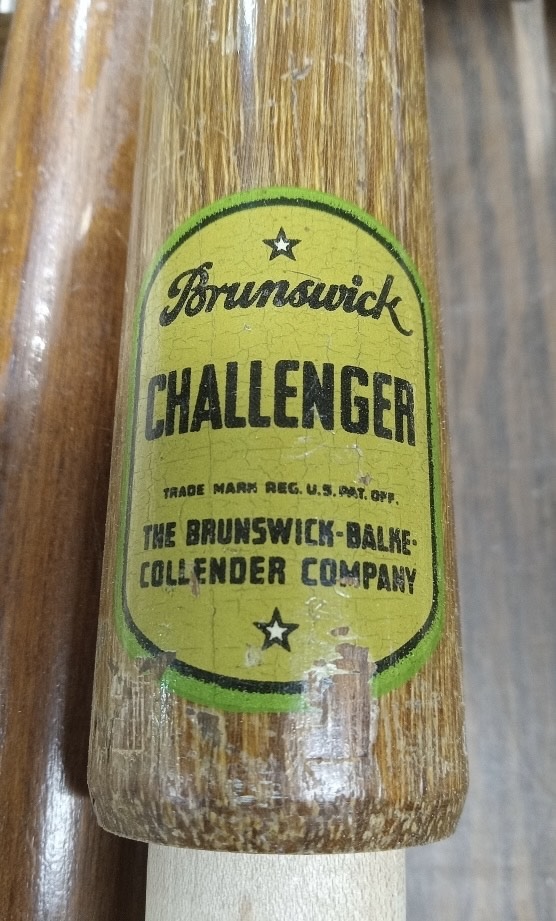 Brunswick
CHALLENGER
TRADE MARK REG. U.S. PAT. OFF.
THE BRUNSWICK-BALKE-
COLLENDER COMPANY